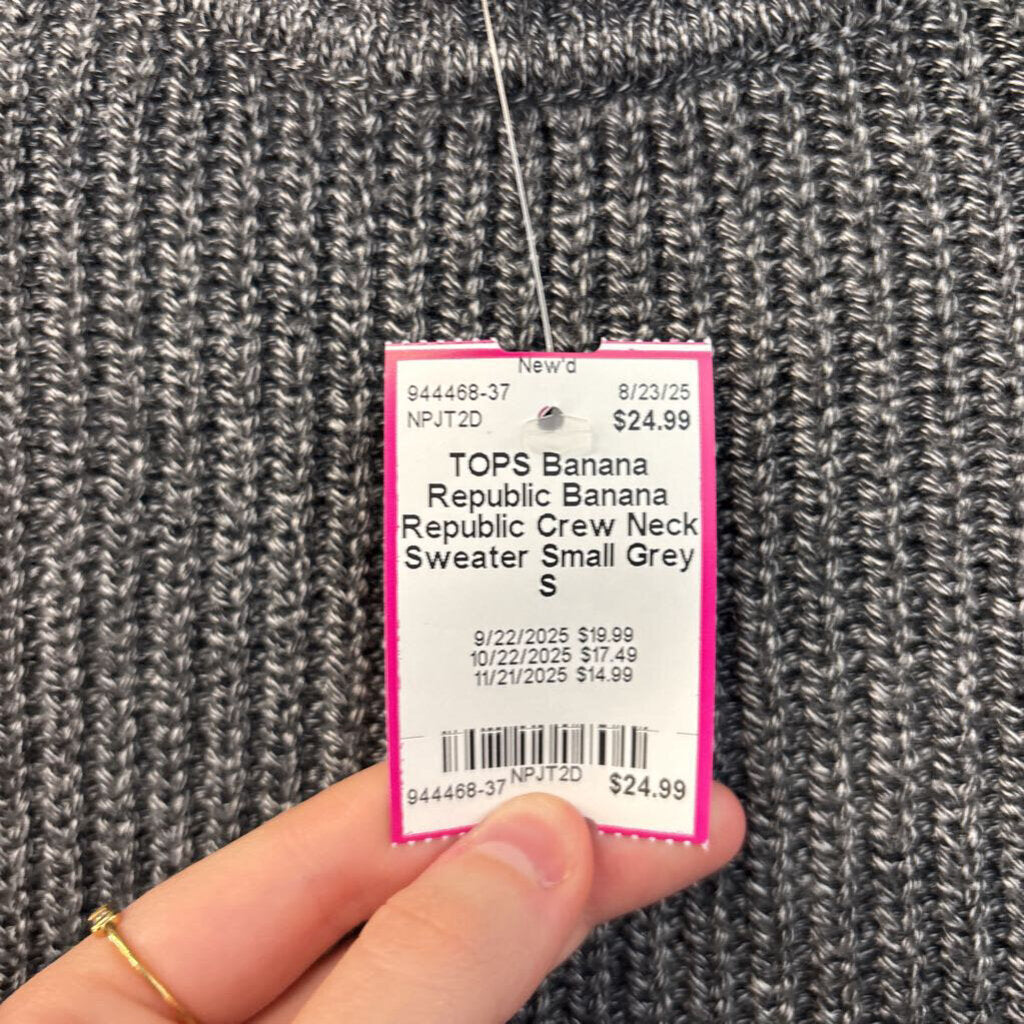 New'd
944468-37 8/23/25
NPJT2D $24.99
TOPS Banana
Republic Banana
Republic Crew Neck
Sweater Small Grey
S
9/22/2025 $19.99
10/22/2025 $17.49
11/21/2025 $14.99
944468-37 NPJT2D $24.99